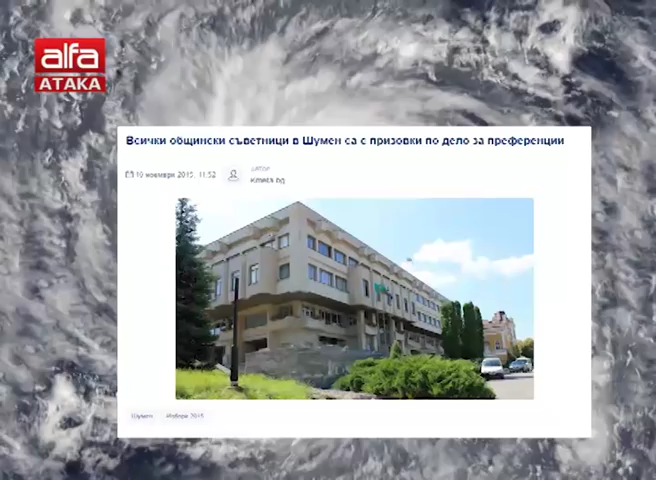 alfa
АТАКА
Всички общински съветници в Шумен са с призовки по дело за преференции
10 ноември 2015, 11:52
автор
Kmeta.bg
Шумен Избори 2015